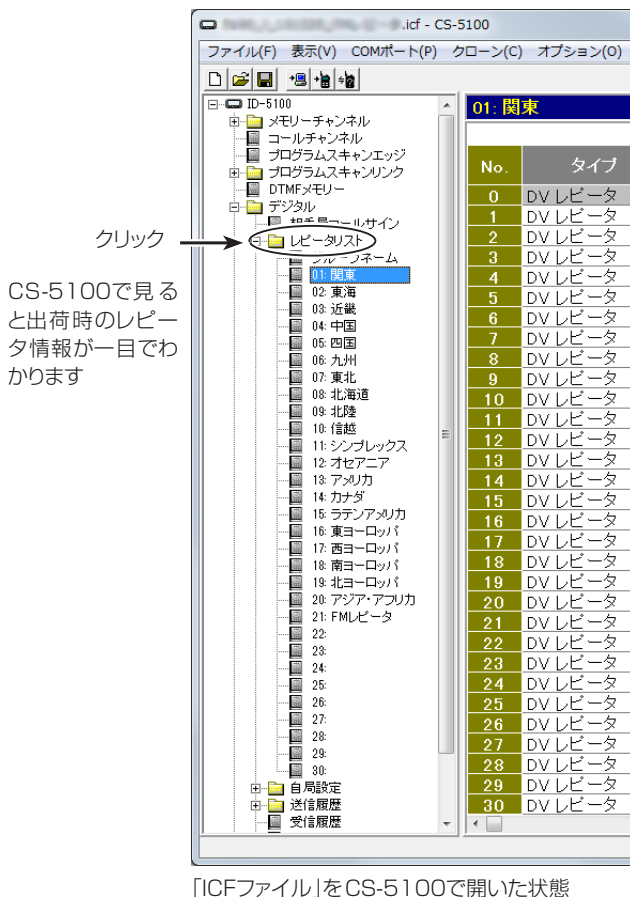 .icf - CS-5100
ファイル(F) 表示(V) COMポート(P) クローン(C) オプション(O)
ID-5100
メモリーチャンネル
コールチャンネル
プログラムスキャンエッジ
プログラムスキャンリンク
DTMFメモリー
デジタル
相手局コールサイン
レピータリスト
グループネーム
01: 関東
02: 東海
03: 近畿
04: 中国
05: 四国
06: 九州
07: 東北
08: 北海道
09: 北陸
10: 信越
11: シンプレックス
12: オセアニア
13: アメリカ
14: カナダ
15: ラテンアメリカ
16: 東ヨーロッパ
17: 西ヨーロッパ
18: 南ヨーロッパ
19: 北ヨーロッパ
20: アジア・アフリカ
21: FMレピータ
22:
23:
24:
25:
26:
27:
28:
29:
30:
自局設定
送信履歴
受信履歴
クリック
CS-5100で見る
と出荷時のレピー
タ情報が一目でわ
かります
01: 関東
No. タイプ
0 DV レピータ
1 DV レピータ
2 DV レピータ
3 DV レピータ
4 DV レピータ
5 DV レピータ
6 DV レピータ
7 DV レピータ
8 DV レピータ
9 DV レピータ
10 DV レピータ
11 DV レピータ
12 DV レピータ
13 DV レピータ
14 DV レピータ
15 DV レピータ
16 DV レピータ
17 DV レピータ
18 DV レピータ
19 DV レピータ
20 DV レピータ
21 DV レピータ
22 DV レピータ
23 DV レピータ
24 DV レピータ
25 DV レピータ
26 DV レピータ
27 DV レピータ
28 DV レピータ
29 DV レピータ
30 DV レピータ
「ICFファイル」をCS-5100で開いた状態